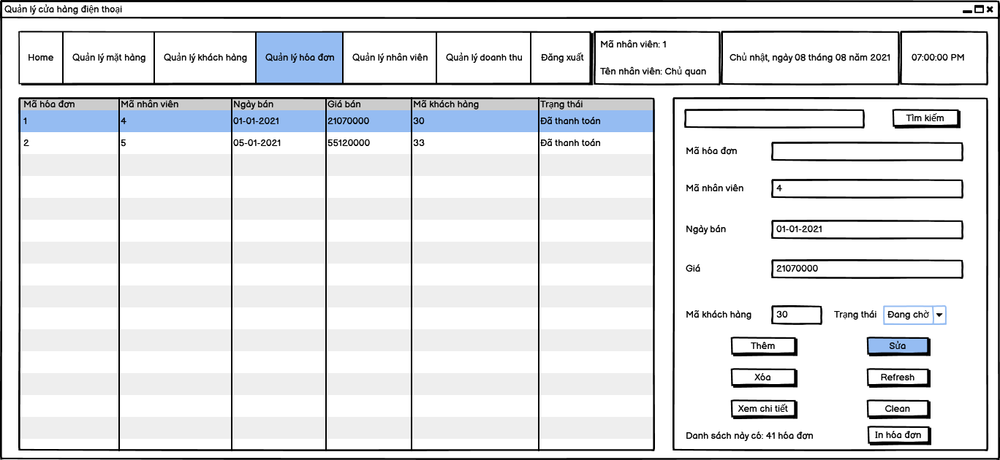 Quản lý cửa hàng điện thoại
Home Quản lý mặt hàng Quản lý khách hàng Quản lý hóa đơn Quản lý nhân viên Quản lý doanh thu Đăng xuất
Mã nhân viên: 1
Tên nhân viên: Chủ quan
Chủ nhật, ngày 08 tháng 08 năm 2021
07:00:00 PM
Mã hóa đơn Mã nhân viên Ngày bán Giá bán Mã khách hàng Trạng thái
1 4 01-01-2021 21070000 30 Đã thanh toán
2 5 05-01-2021 55120000 33 Đã thanh toán
Tìm kiếm
Mã hóa đơn
Mã nhân viên 4
Ngày bán 01-01-2021
Giá 21070000
Mã khách hàng 30 Trạng thái Đang chờ
Thêm Sửa
Xóa Refresh
Xem chi tiết Clean
Danh sách này có: 41 hóa đơn In hóa đơn